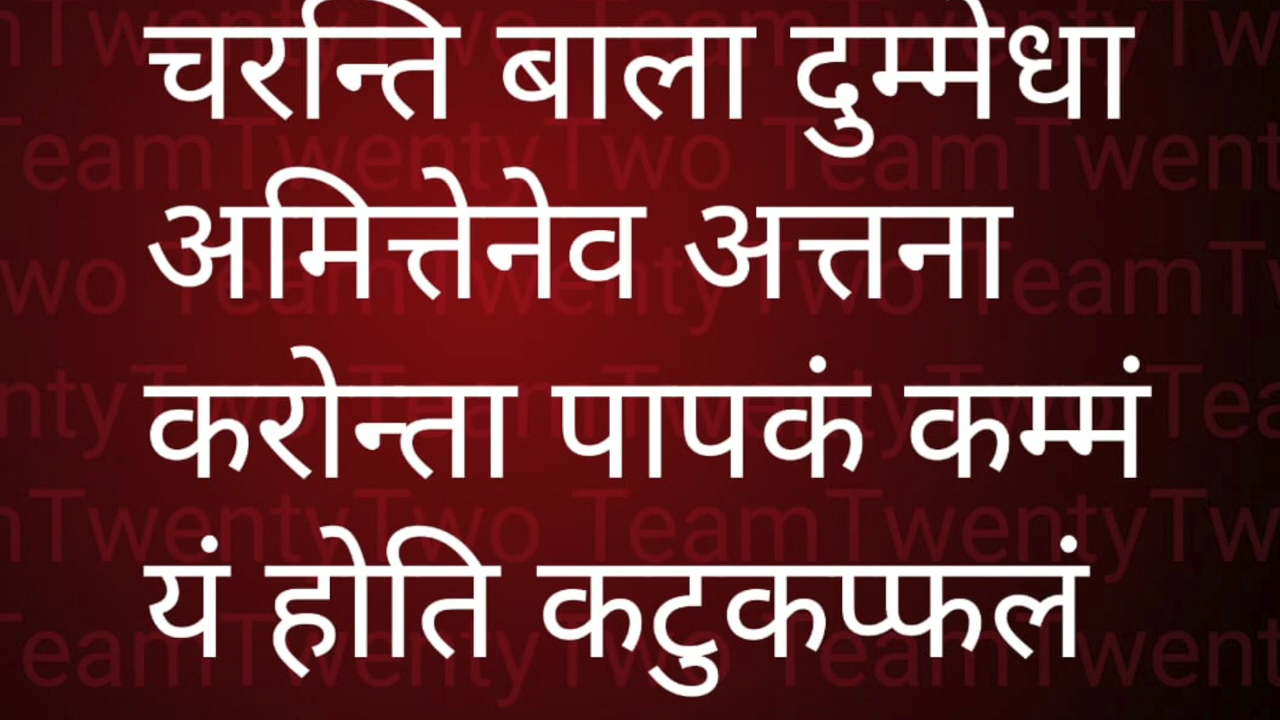 चरन्ति बाला दुम्मेधा
अमित्तेनेव अत्तना
करोन्ता पापकं कम्मं
यं होति कटुकप्फलं